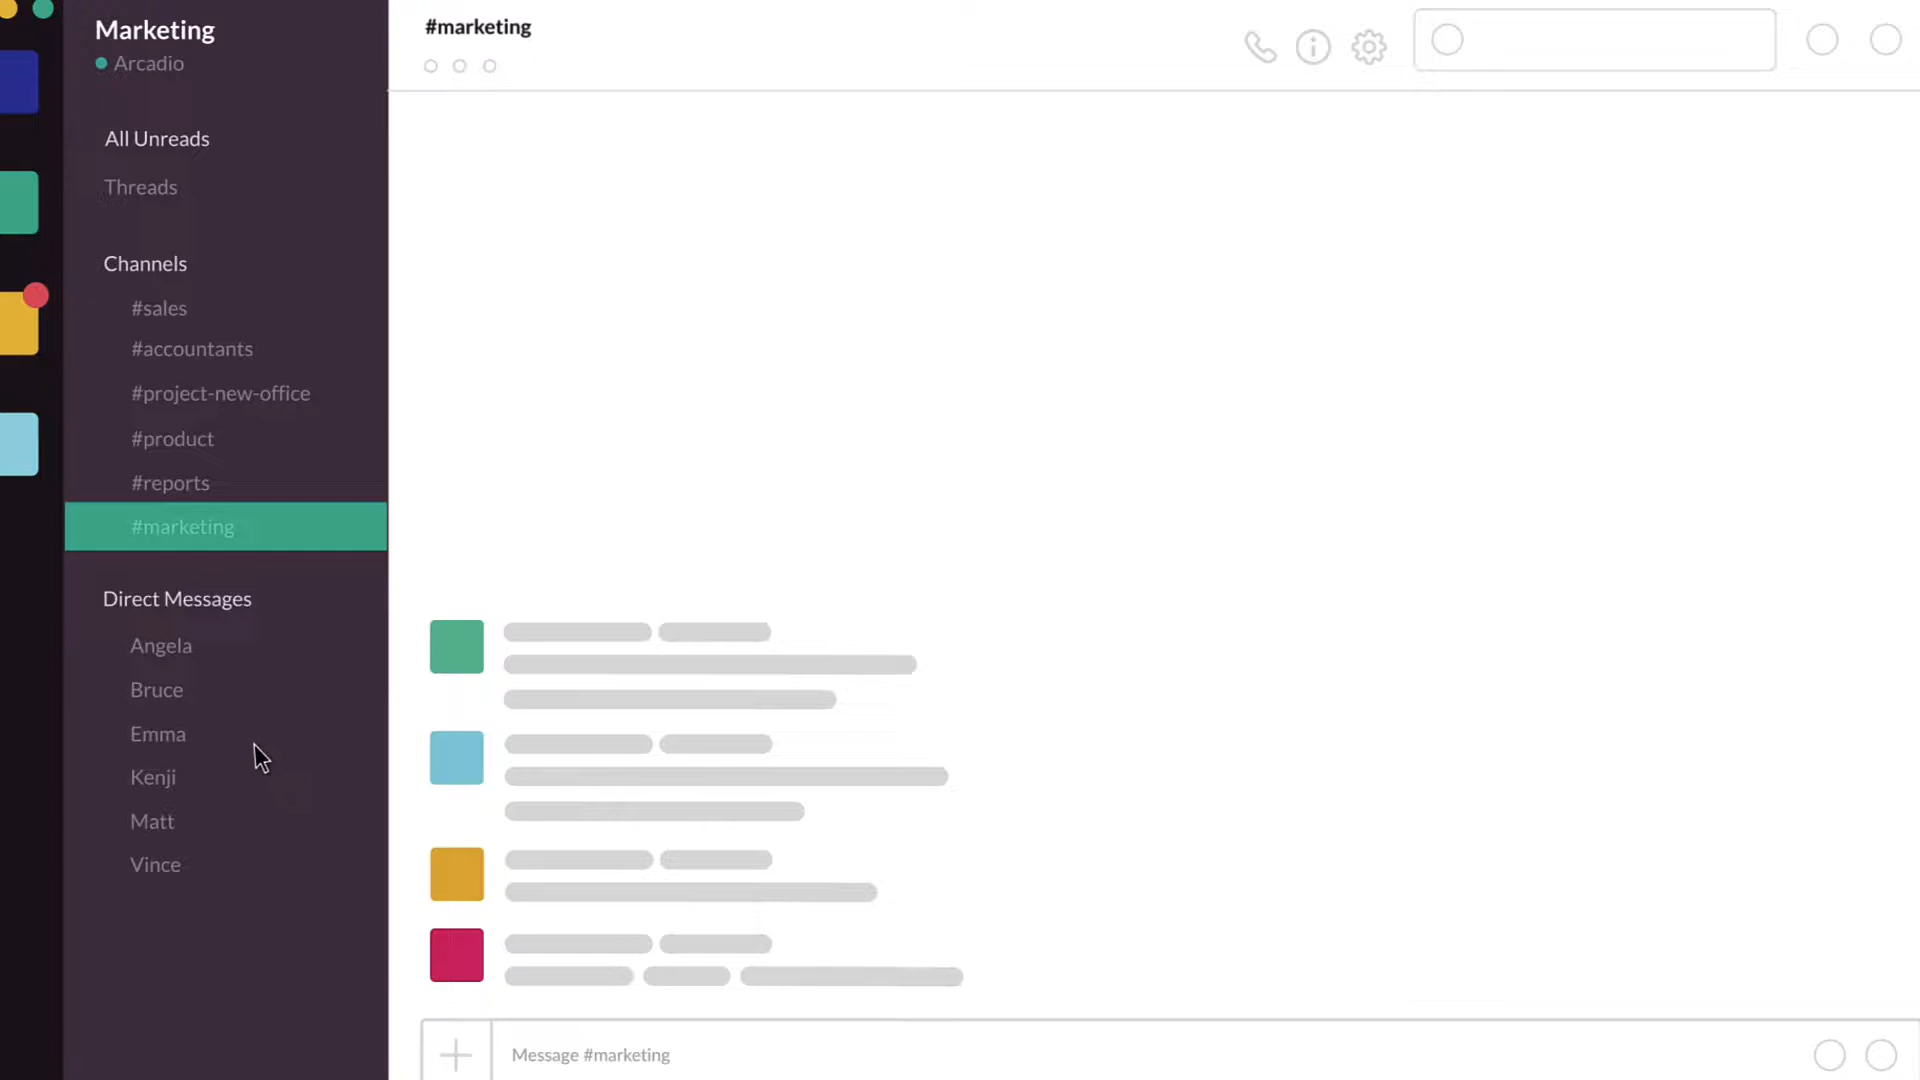 Marketing
Arcadio
All Unreads
Threads
Channels
#sales
#accountants
#project-new-office
#product
#reports
#marketing
Direct Messages
Angela
Bruce
Emma
Kenji
Matt
Vince
#marketing
Message #marketing